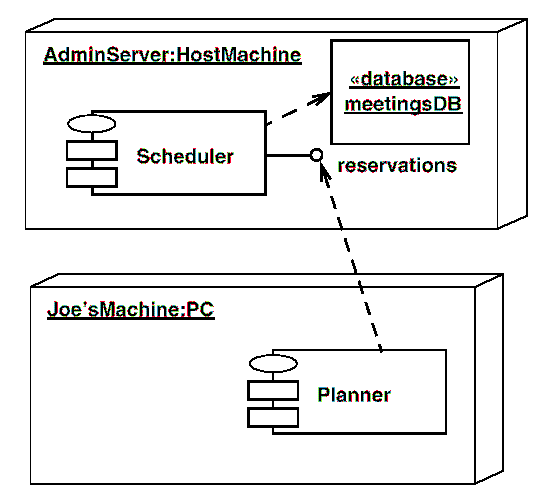 AdminServer:HostMachine
«database»
meetingsDB
Scheduler
reservations
Joe'sMachine:PC
Planner